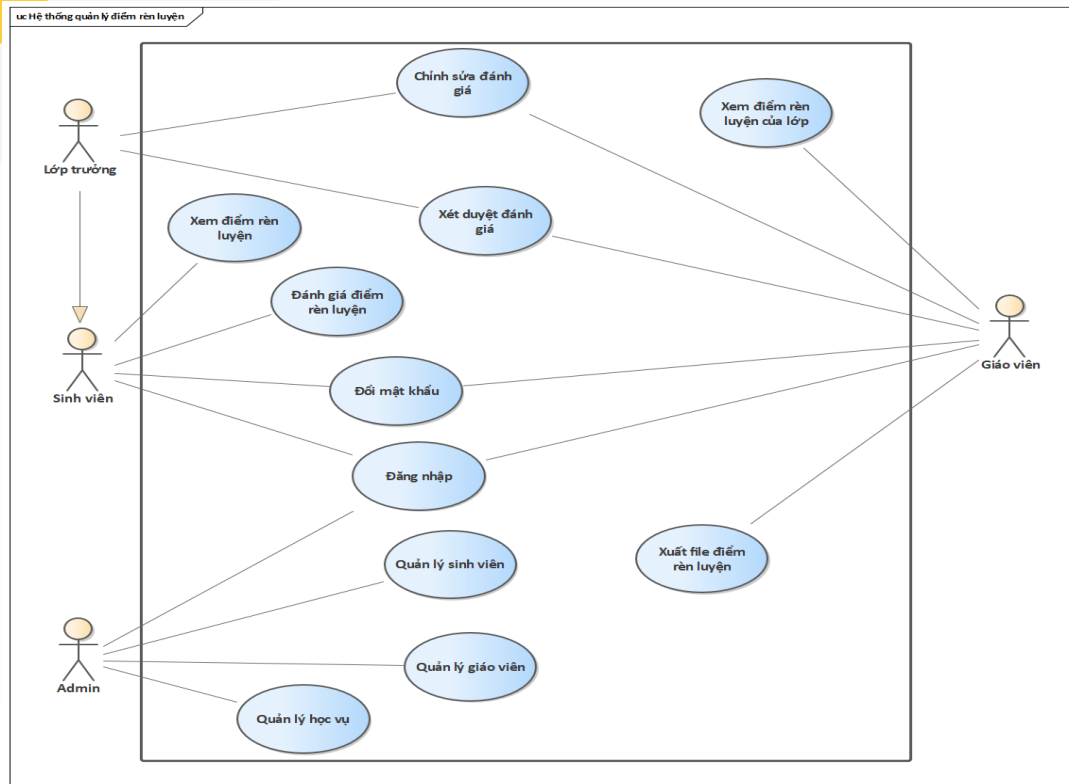 uc Hệ thống quản lý điểm rèn luyện
Chỉnh sửa đánh
giá
Xem điểm rèn
luyện của lớp
Lớp trưởng
Xét duyệt đánh
giá
Xem điểm rèn
luyện
Đánh giá điểm
rèn luyện
Giáo viên
Sinh viên
Đổi mật khẩu
Đăng nhập
Xuất file điểm
rèn luyện
Quản lý sinh viên
Admin
Quản lý giáo viên
Quản lý học vụ